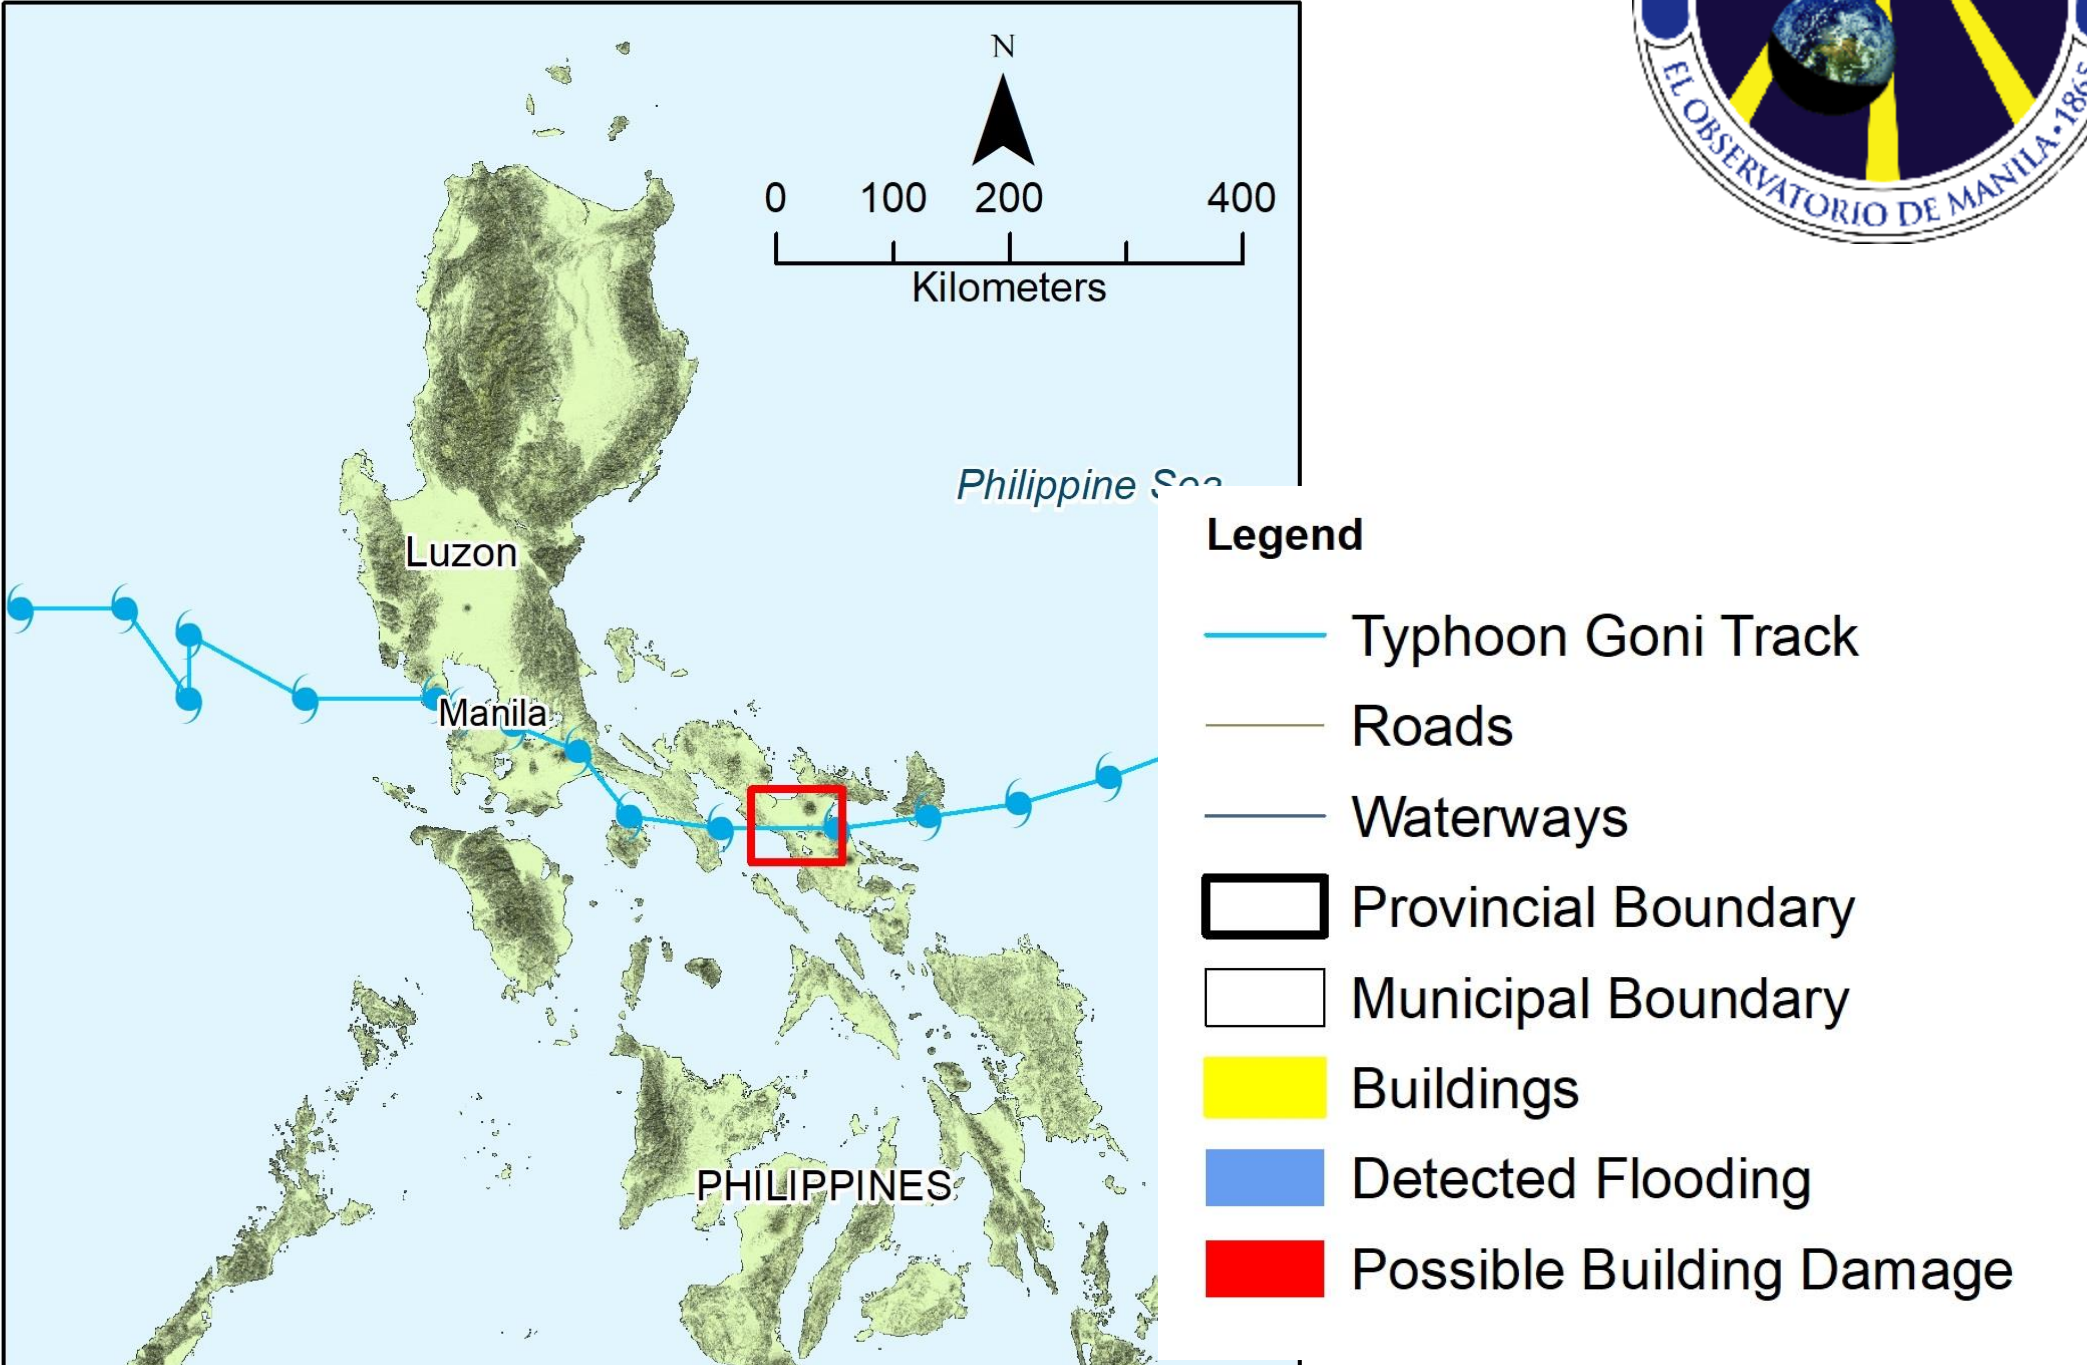 N
0 100 200 400
Kilometers
EL OBSERVATORIO DE MANILA • 1865
Philippine Sea
Luzon
Manila
PHILIPPINES
Legend
Typhoon Goni Track
Roads
Waterways
Provincial Boundary
Municipal Boundary
Buildings
Detected Flooding
Possible Building Damage